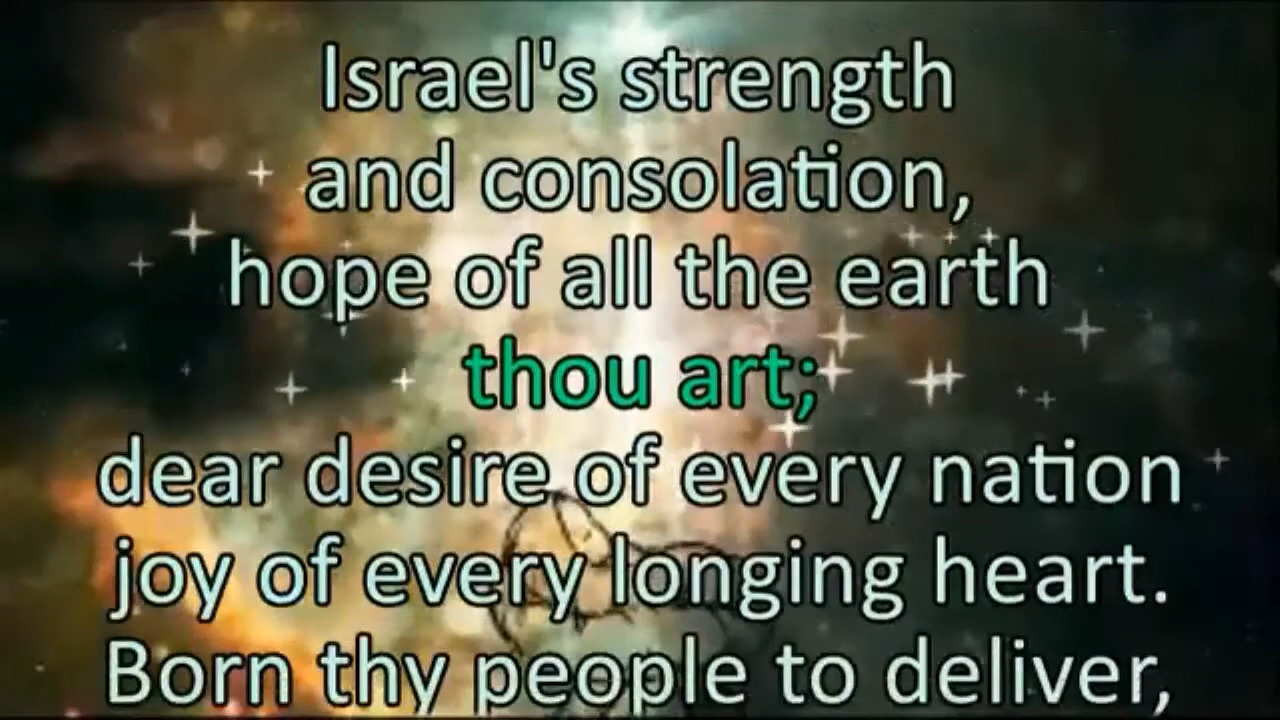 Israel's strength
and consolation,
hope of all the earth
thou art;
dear desire of every nation
joy of every longing heart.
Born thy people to deliver,